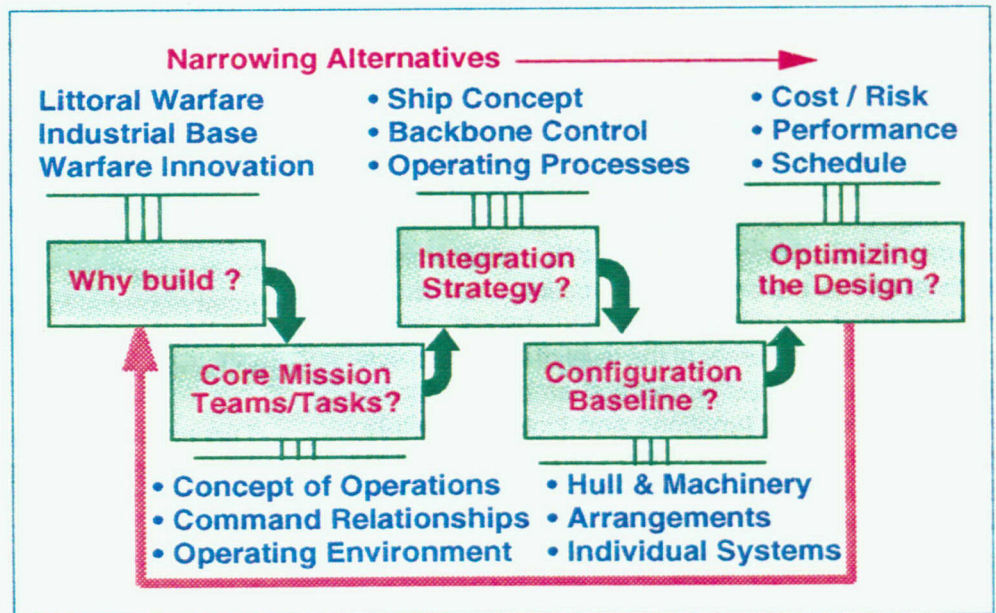 Narrowing Alternatives
Littoral Warfare
Industrial Base
Warfare Innovation
• Ship Concept
• Backbone Control
• Operating Processes
• Cost / Risk
• Performance
• Schedule
Why build ?
Integration
Strategy ?
Optimizing
the Design ?
Core Mission
Teams/Tasks?
Configuration
Baseline ?
• Concept of Operations
• Command Relationships
• Operating Environment
• Hull & Machinery
• Arrangements
• Individual Systems